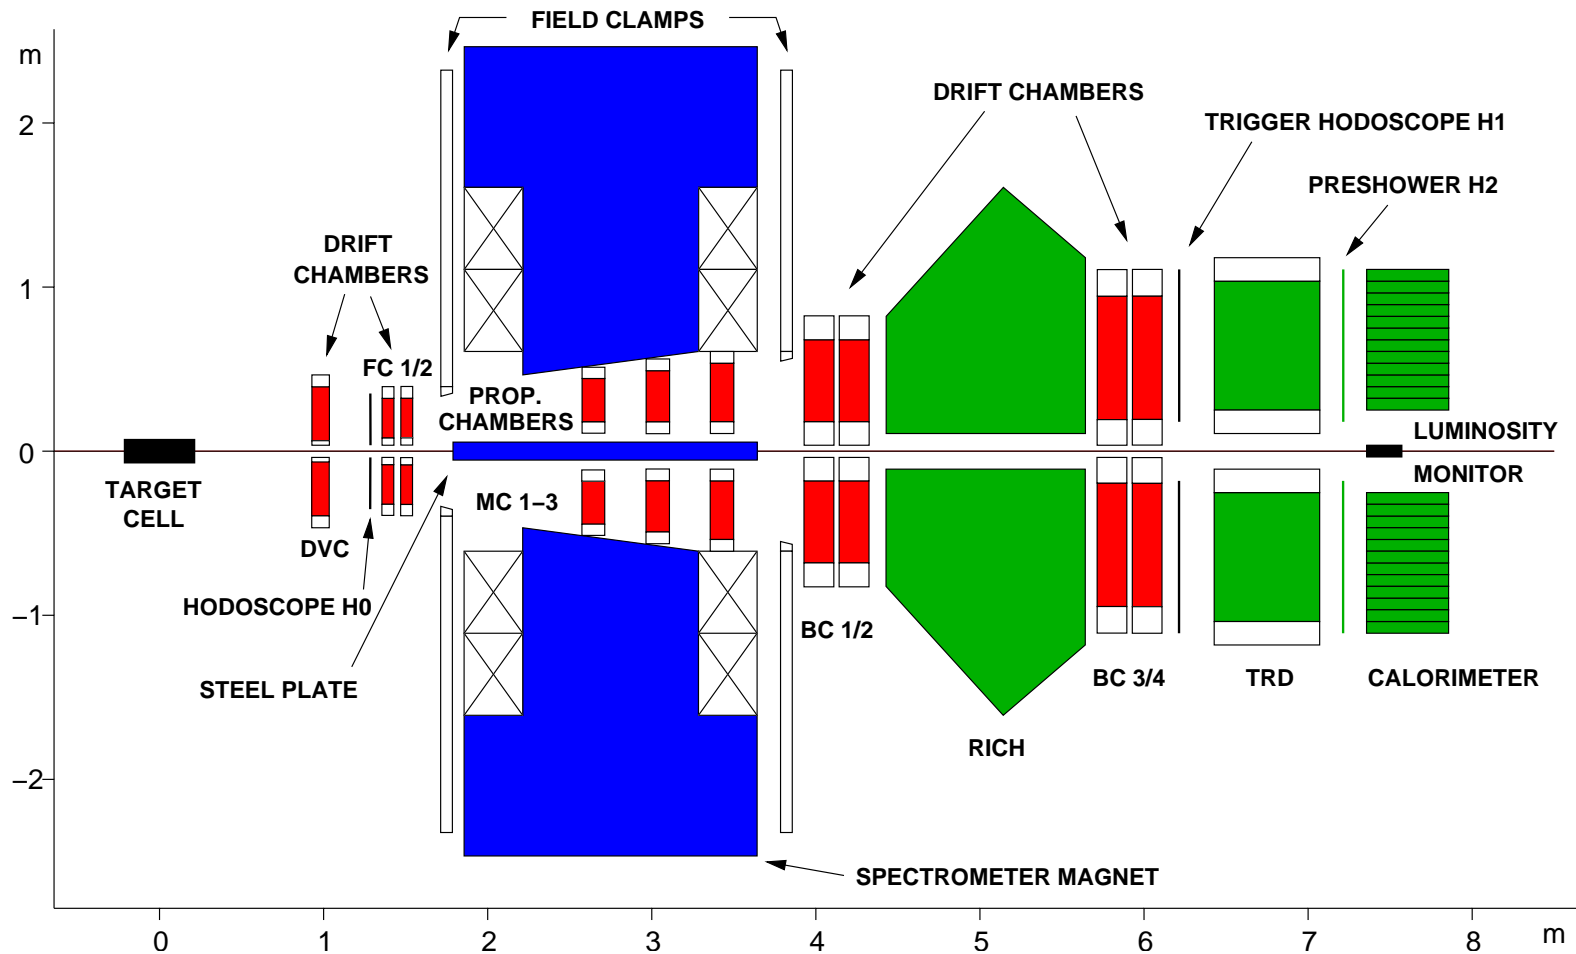 FIELD CLAMPS
m
DRIFT CHAMBERS
TRIGGER HODOSCOPE H1
2
PRESHOWER H2
DRIFT
CHAMBERS
1
FC 1/2
PROP.
CHAMBERS
LUMINOSITY
0
MONITOR
TARGET
CELL
MC 1–3
DVC
HODOSCOPE H0
–1
BC 1/2
STEEL PLATE
BC 3/4
TRD
CALORIMETER
RICH
–2
SPECTROMETER MAGNET
0 1 2 3 4 5 6 7 8 m